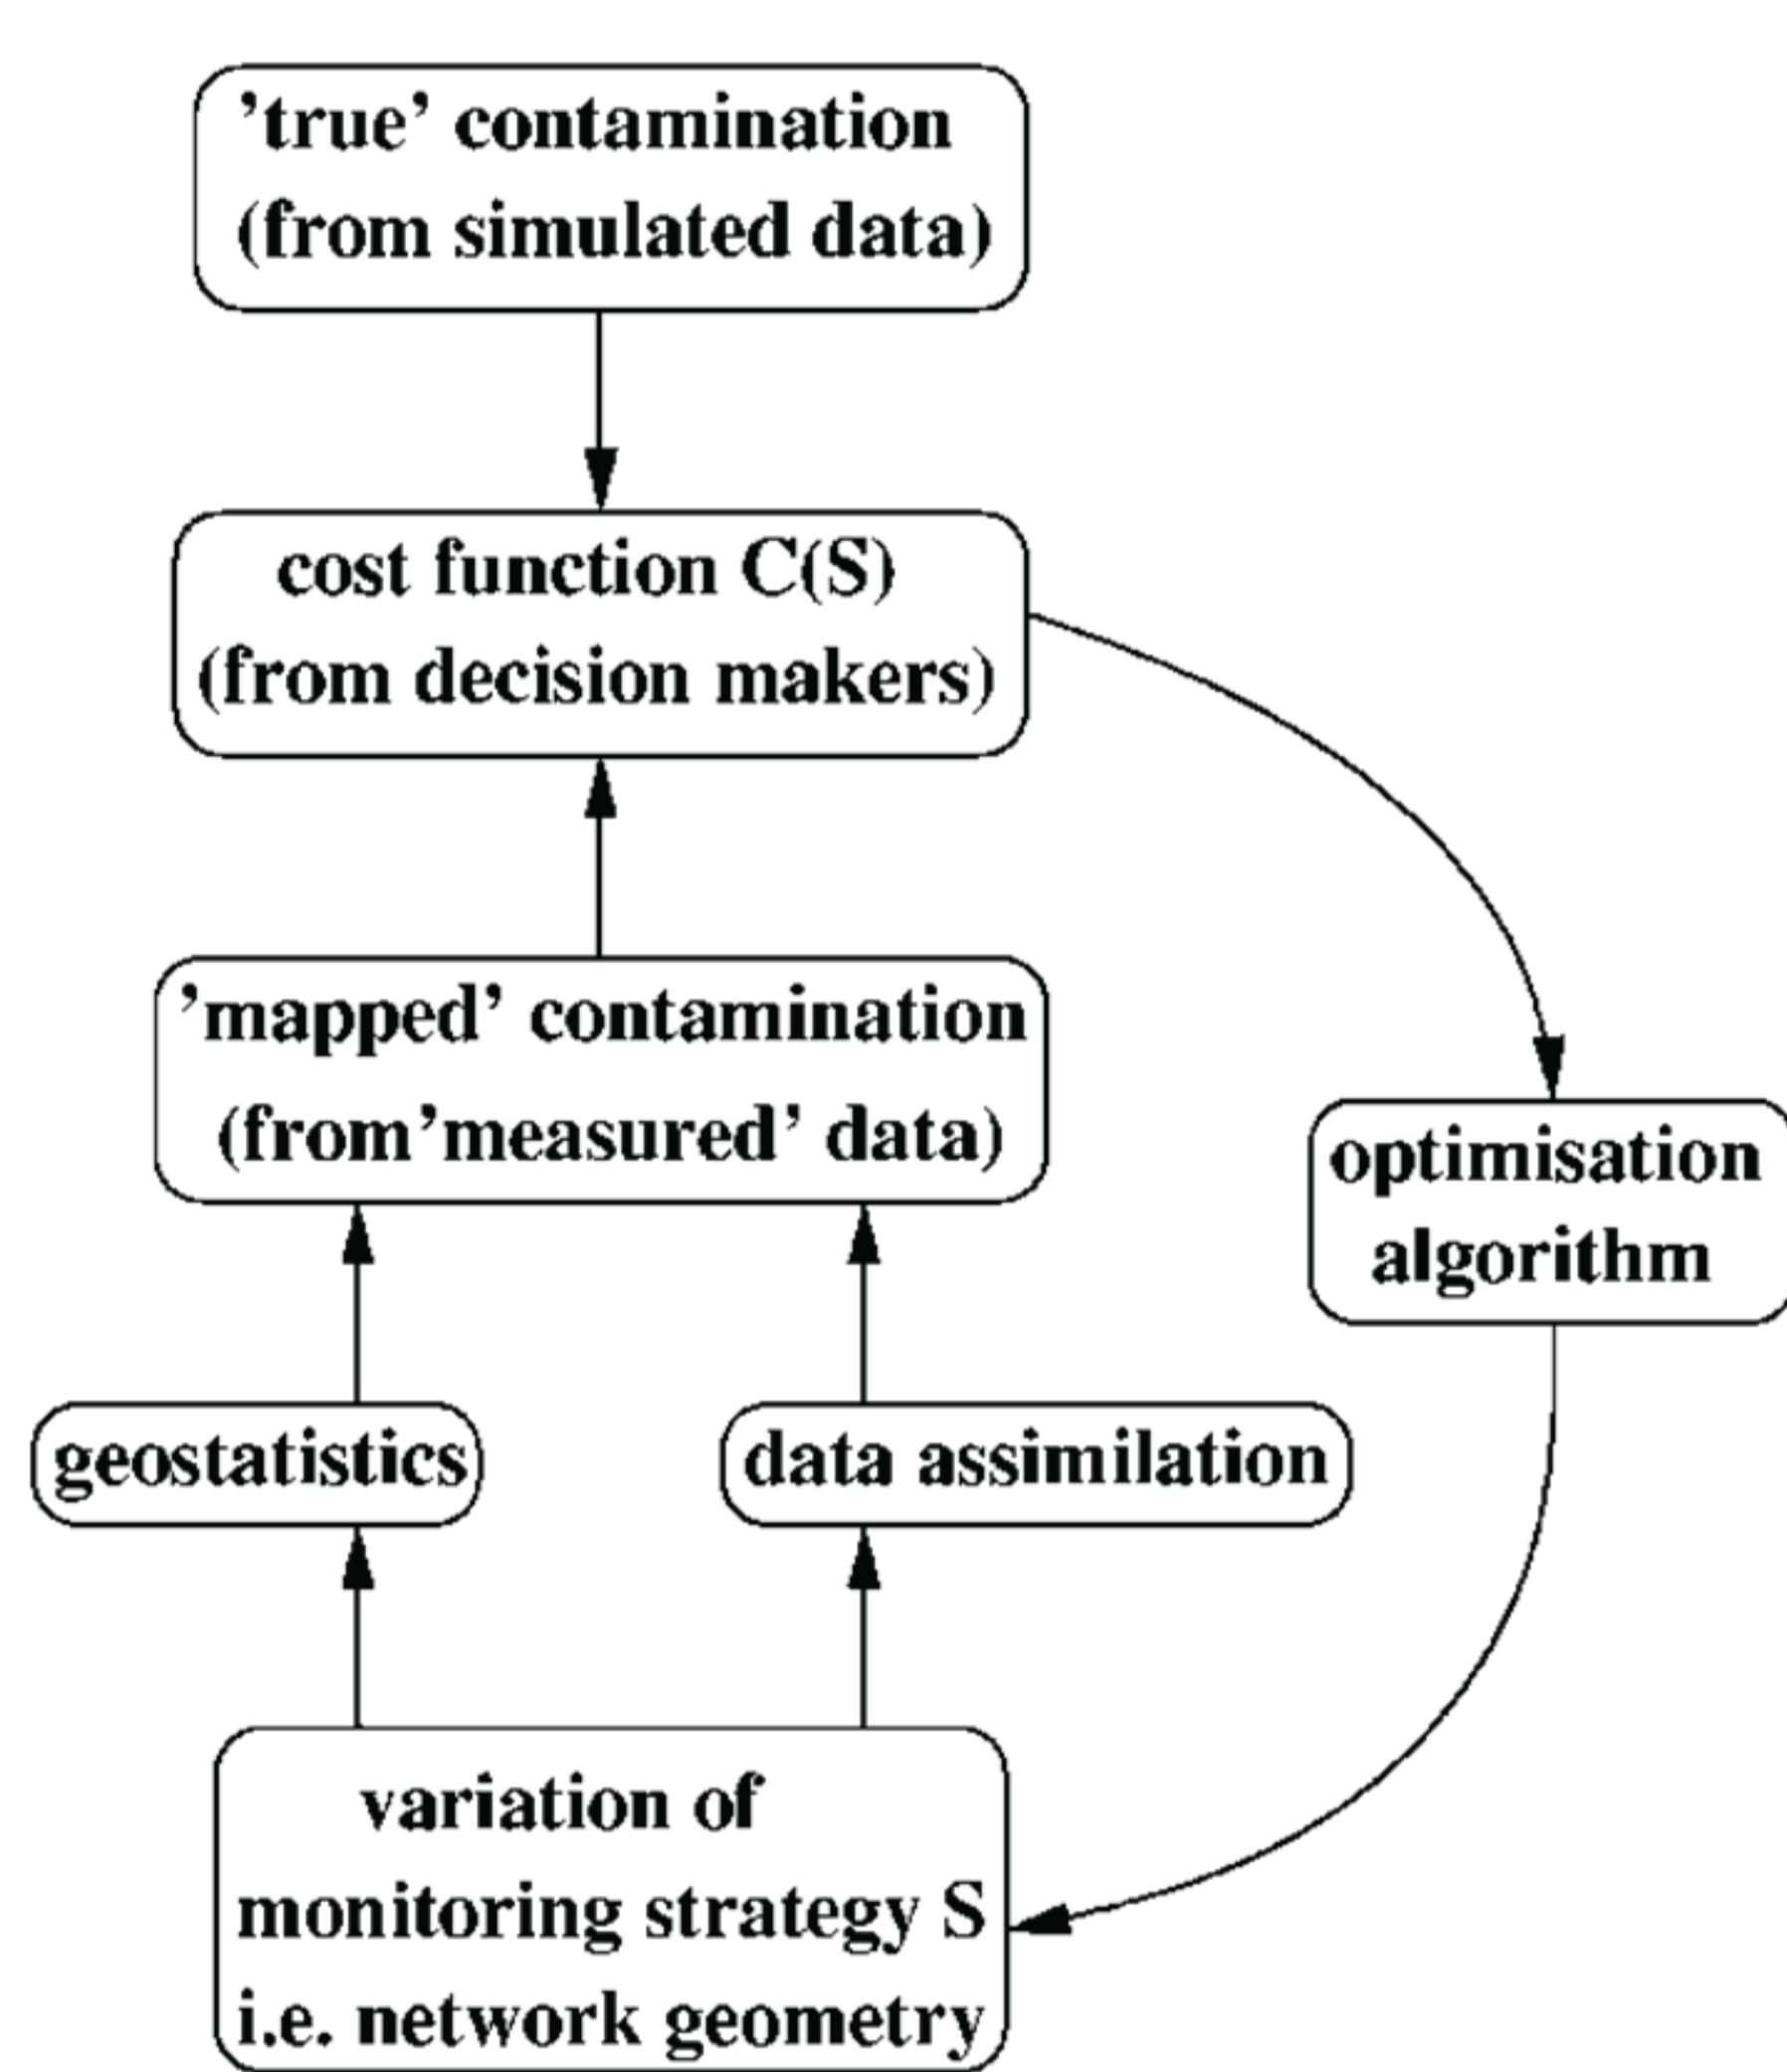 ’true’ contamination
(from simulated data)
cost function C(S)
(from decision makers)
’mapped’ contamination
(from’measured’ data)
optimisation
algorithm
geostatistics
data assimilation
variation of
monitoring strategy S
i.e. network geometry